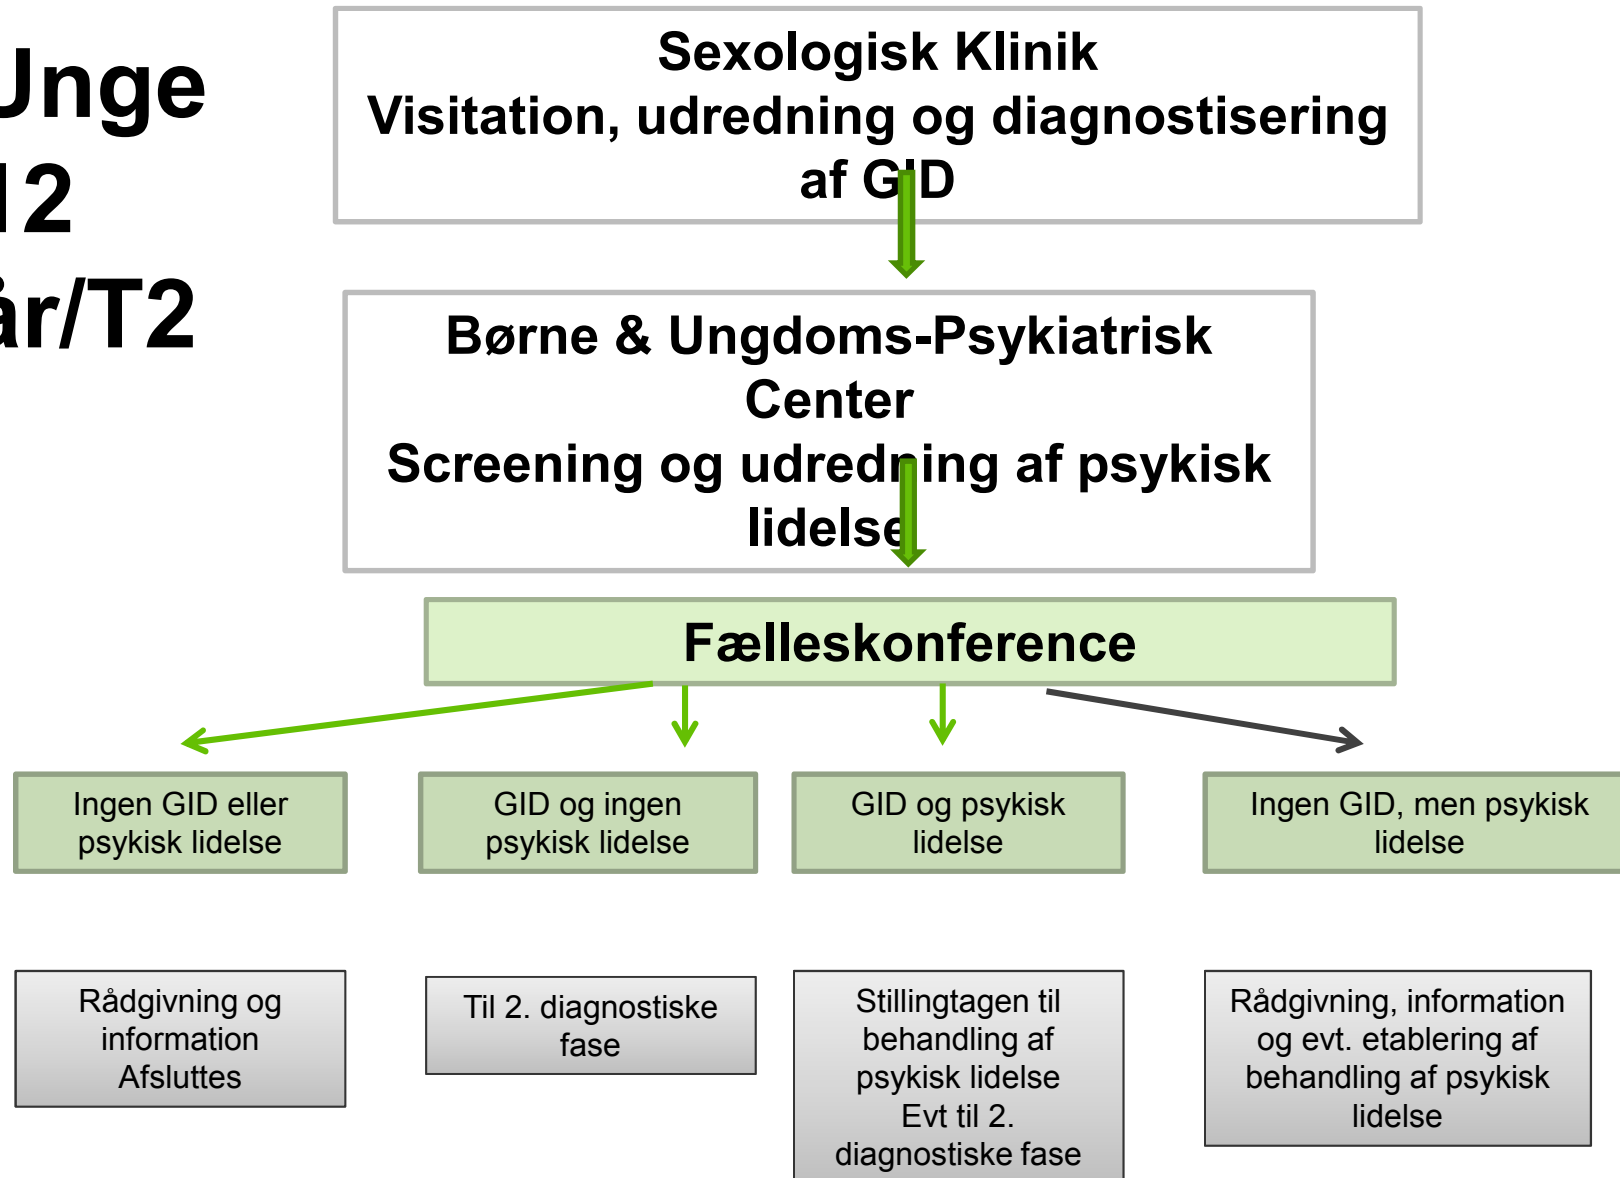 Unge
12
år/T2
Sexologisk Klinik
Visitation, udredning og diagnostisering
af GID
Børne & Ungdoms-Psykiatrisk
Center
Screening og udredning af psykisk
lidelse
Fælleskonference
Ingen GID eller
psykisk lidelse
GID og ingen
psykisk lidelse
GID og psykisk
lidelse
Ingen GID, men psykisk
lidelse
Rådgivning og
information
Afsluttes
Til 2. diagnostiske
fase
Stillingtagen til
behandling af
psykisk lidelse
Evt til 2.
diagnostiske fase
Rådgivning, information
og evt. etablering af
behandling af psykisk
lidelse